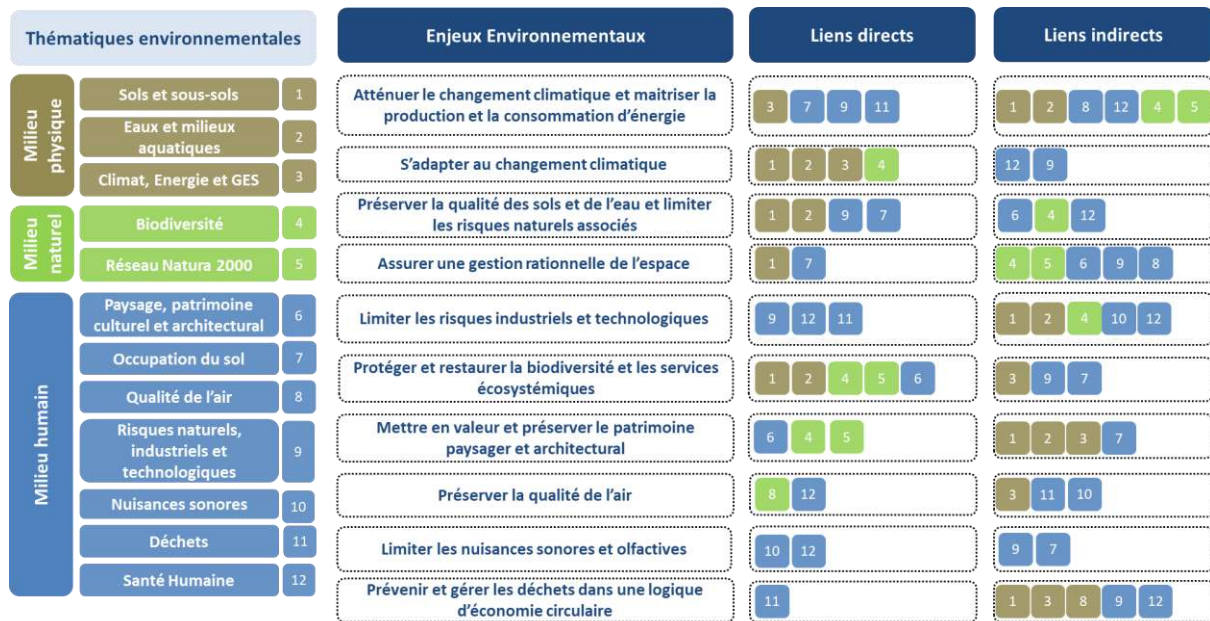 Thématiques environnementales
Enjeux Environnementaux
Liens directs
Liens indirects
Milieu
physique
Sols et sous-sols
1
Eaux et milieux
aquatiques
2
Climat, Energie et GES
3
Milieu
naturel
Biodiversité
4
Réseau Natura 2000
5
Milieu humain
Paysage, patrimoine
culturel et architectural
6
Occupation du sol
7
Qualité de l'air
8
Risques naturels,
industriels et
technologiques
9
Nuisances sonores
10
Déchets
11
Santé Humaine
12
Atténuer le changement climatique et maitriser la
production et la consommation d'énergie
3 7 9 11
1 2 8 12 4 5
S'adapter au changement climatique
1 2 3 4
12 9
Préserver la qualité des sols et de l'eau et limiter
les risques naturels associés
1 2 9 7
6 4 12
Assurer une gestion rationnelle de l'espace
1 7
4 5 6 9 8
Limiter les risques industriels et technologiques
9 12 11
1 2 4 10 12
Protéger et restaurer la biodiversité et les services
écosystémiques
1 2 4 5 6
3 9 7
Mettre en valeur et préserver le patrimoine
paysager et architectural
6 4 5
1 2 3 7
Préserver la qualité de l'air
8 12
3 11 10
Limiter les nuisances sonores et olfactives
10 12
9 7
Prévenir et gérer les déchets dans une logique
d'économie circulaire
11
1 3 8 9 12